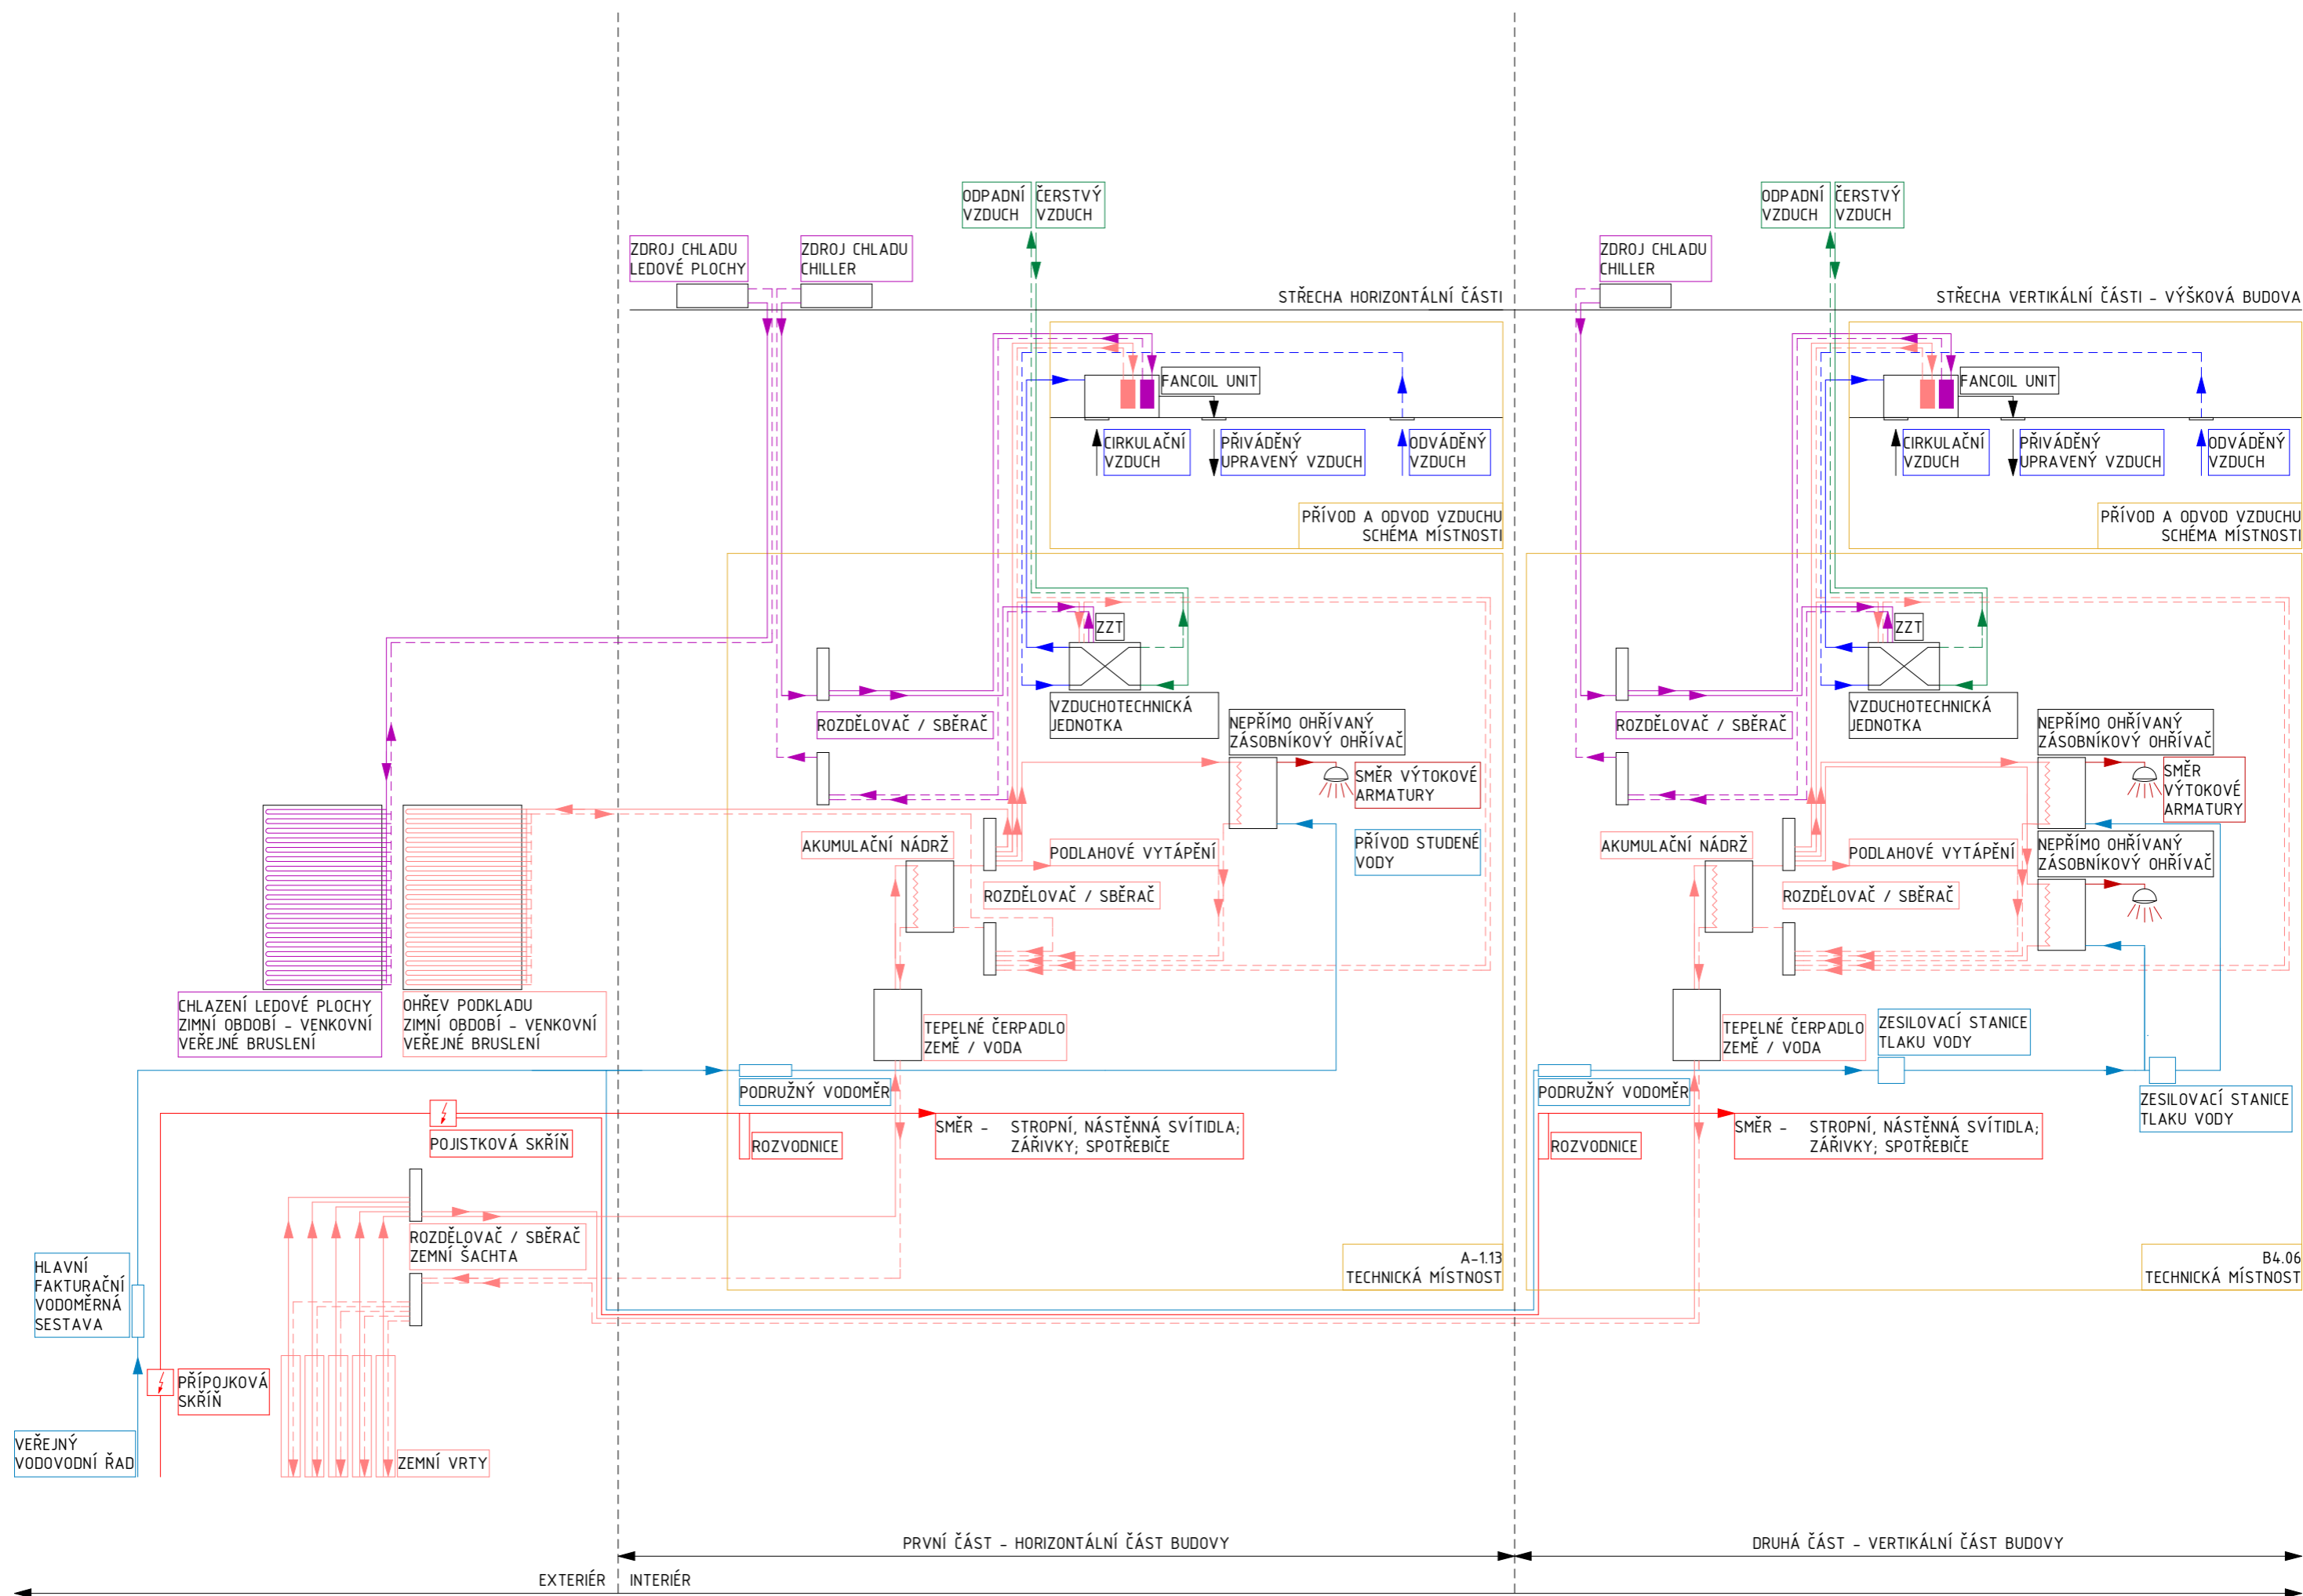 ODPADNÍ
VZDUCH
ČERSTVÝ
VZDUCH
ODPADNÍ
VZDUCH
ČERSTVÝ
VZDUCH
ZDROJ CHLADU
LEDOVÉ PLOCHY
ZDROJ CHLADU
CHILLER
ZDROJ CHLADU
CHILLER
STŘECHA HORIZONTÁLNÍ ČÁSTI
STŘECHA VERTIKÁLNÍ ČÁSTI - VÝŠKOVÁ BUDOVA
FANCOIL UNIT
CIRKULAČNÍ
VZDUCH
PŘIVÁDĚNÝ
UPRAVENÝ VZDUCH
ODVÁDĚNÝ
VZDUCH
PŘÍVOD A ODVOD VZDUCHU
SCHÉMA MÍSTNOSTI
FANCOIL UNIT
CIRKULAČNÍ
VZDUCH
PŘIVÁDĚNÝ
UPRAVENÝ VZDUCH
ODVÁDĚNÝ
VZDUCH
PŘÍVOD A ODVOD VZDUCHU
SCHÉMA MÍSTNOSTI
ZZT
VZDUCHOTECHNICKÁ
JEDNOTKA
ROZDĚLOVAČ / SBĚRAČ
NEPŘÍMO OHŘÍVANÝ
ZÁSOBNÍKOVÝ OHŘÍVAČ
SMĚR VÝTOKOVÉ
ARMATURY
PŘÍVOD STUDENÉ
VODY
AKUMULAČNÍ NÁDRŽ
PODLAHOVÉ VYTÁPĚNÍ
ROZDĚLOVAČ / SBĚRAČ
ZZT
VZDUCHOTECHNICKÁ
JEDNOTKA
ROZDĚLOVAČ / SBĚRAČ
NEPŘÍMO OHŘÍVANÝ
ZÁSOBNÍKOVÝ OHŘÍVAČ
SMĚR
VÝTOKOVÉ
ARMATURY
NEPŘÍMO OHŘÍVANÝ
ZÁSOBNÍKOVÝ OHŘÍVAČ
AKUMULAČNÍ NÁDRŽ
PODLAHOVÉ VYTÁPĚNÍ
ROZDĚLOVAČ / SBĚRAČ
CHLAZENÍ LEDOVÉ PLOCHY
ZIMNÍ OBDOBÍ - VENKOVNÍ
VEŘEJNÉ BRUSLENÍ
OHŘEV PODKLADU
ZIMNÍ OBDOBÍ - VENKOVNÍ
VEŘEJNÉ BRUSLENÍ
TEPELNÉ ČERPADLO
ZEMĚ / VODA
TEPELNÉ ČERPADLO
ZEMĚ / VODA
ZESILOVACÍ STANICE
TLAKU VODY
PODRUŽNÝ VODOMĚR
PODRUŽNÝ VODOMĚR
ZESILOVACÍ STANICE
TLAKU VODY
POJISTKOVÁ SKŘÍŇ
ROZVODNICE
SMĚR - STROPNÍ, NÁSTĚNNÁ SVÍTIDLA;
ZÁŘIVKY; SPOTŘEBIČE
ROZVODNICE
SMĚR - STROPNÍ, NÁSTĚNNÁ SVÍTIDLA;
ZÁŘIVKY; SPOTŘEBIČE
ROZDĚLOVAČ / SBĚRAČ
ZEMNÍ ŠACHTA
HLAVNÍ
FAKTURAČNÍ
VODOMĚRNÁ
SESTAVA
A-1.13
TECHNICKÁ MÍSTNOST
B4.06
TECHNICKÁ MÍSTNOST
PŘÍPOJKOVÁ
SKŘÍŇ
VEŘEJNÝ
VODOVODNÍ ŘAD
ZEMNÍ VRTY
PRVNÍ ČÁST - HORIZONTÁLNÍ ČÁST BUDOVY
DRUHÁ ČÁST - VERTIKÁLNÍ ČÁST BUDOVY
EXTERIÉR
INTERIÉR